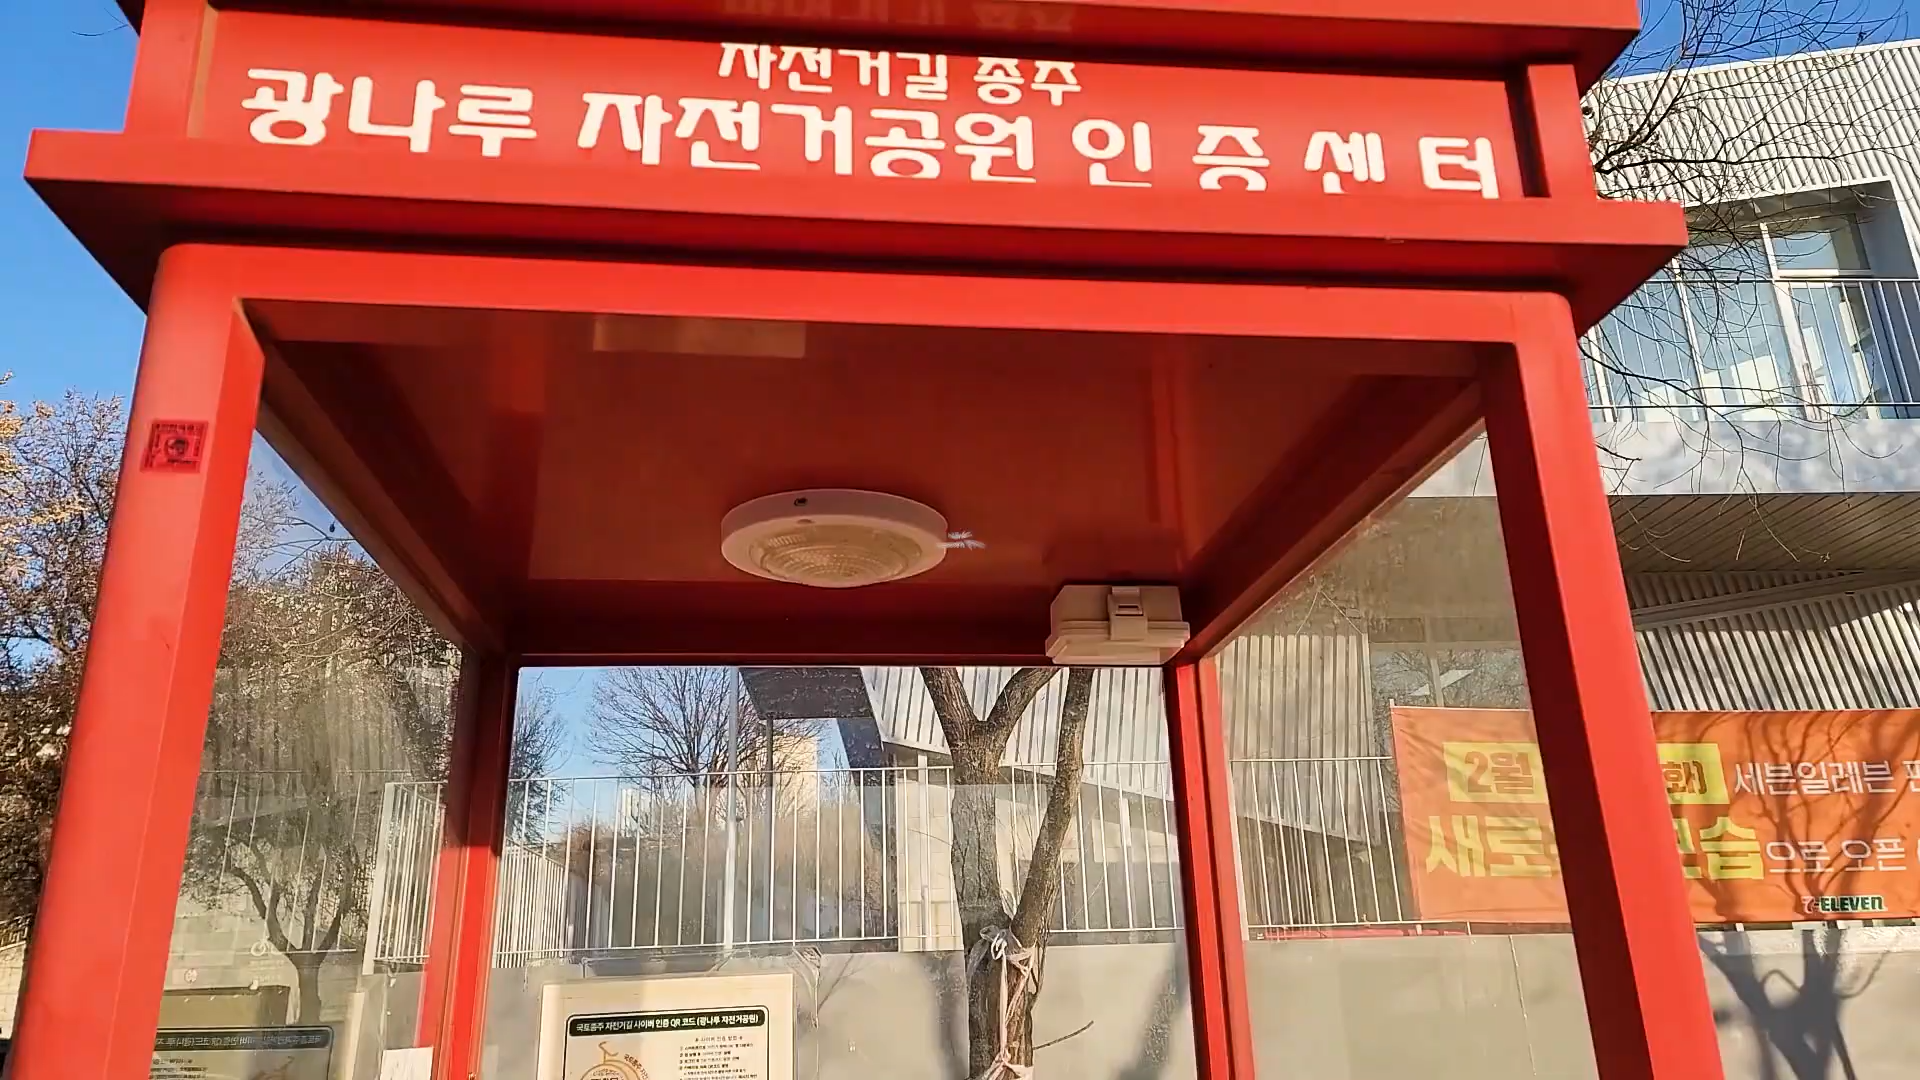 자전거길 종주
광나루 자전거공원 인증센터
2월
화) 세븐일레븐
새로 습으로 오픈
7-ELEVEN
국토종주 자전거길 사이버 인증 QR 코드 (광나루 자전거공원)